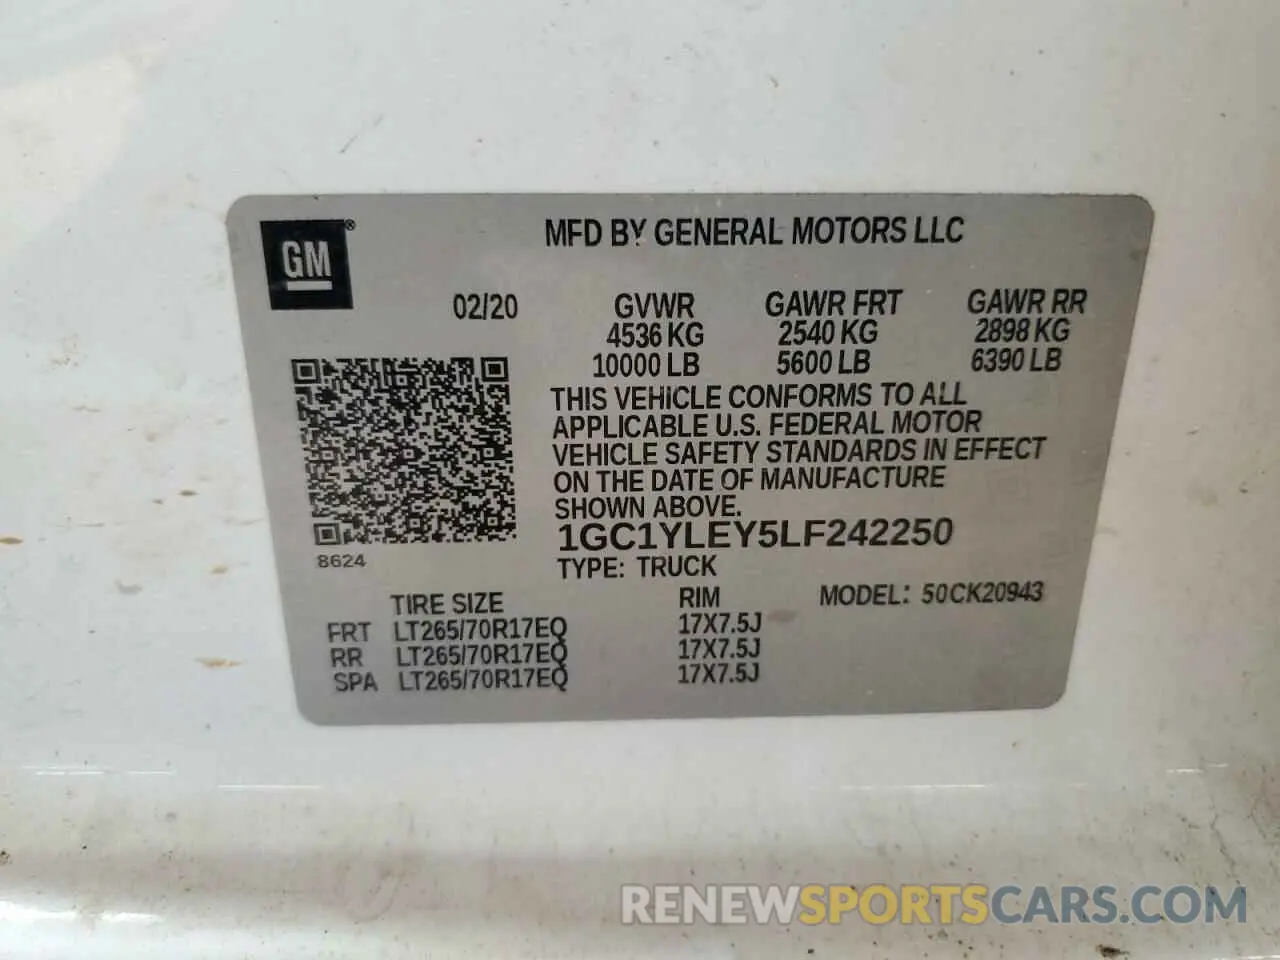 MFD BY GENERAL MOTORS LLC
GM®
02/20 GVWR GAWR FRT GAWR RR
4536 KG 2540 KG 2898 KG
10000 LB 5600 LB 6390 LB
THIS VEHICLE CONFORMS TO ALL
APPLICABLE U.S. FEDERAL MOTOR
VEHICLE SAFETY STANDARDS IN EFFECT
ON THE DATE OF MANUFACTURE
SHOWN ABOVE.
1GC1YLEY5LF242250
8624
TYPE: TRUCK
TIRE SIZE RIM MODEL: 50CK20943
FRT LT265/70R17EQ 17X7.5J
RR LT265/70R17EQ 17X7.5J
SPA LT265/70R17EQ 17X7.5J
RENEWSPORTSCARS.COM